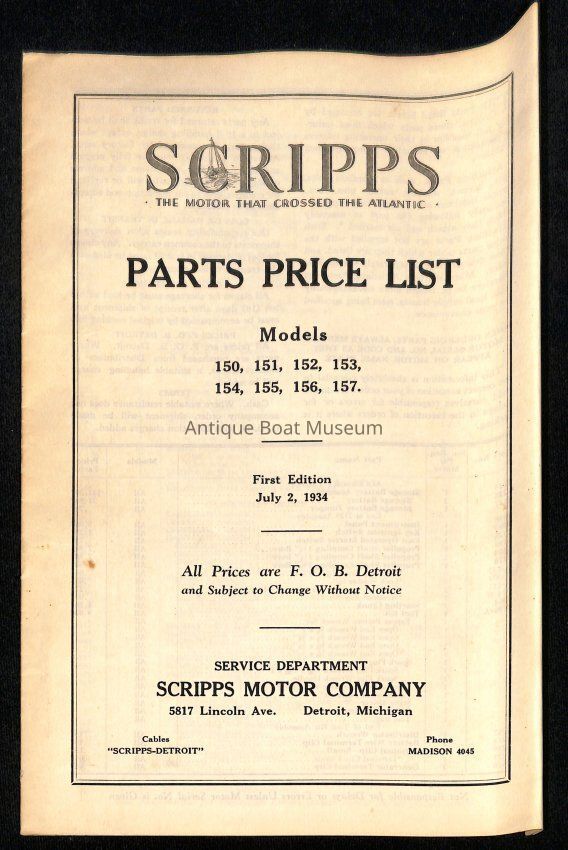 SCRIPPS
· THE MOTOR THAT CROSSED THE ATLANTIC ·
PARTS PRICE LIST
Models
150, 151, 152, 153,
154, 155, 156, 157.
Antique Boat Museum
First Edition
July 2, 1934
All Prices are F. O. B. Detroit
and Subject to Change Without Notice
SERVICE DEPARTMENT
SCRIPPS MOTOR COMPANY
5817 Lincoln Ave. Detroit, Michigan
Cables Phone
"SCRIPPS-DETROIT" MADISON 4045